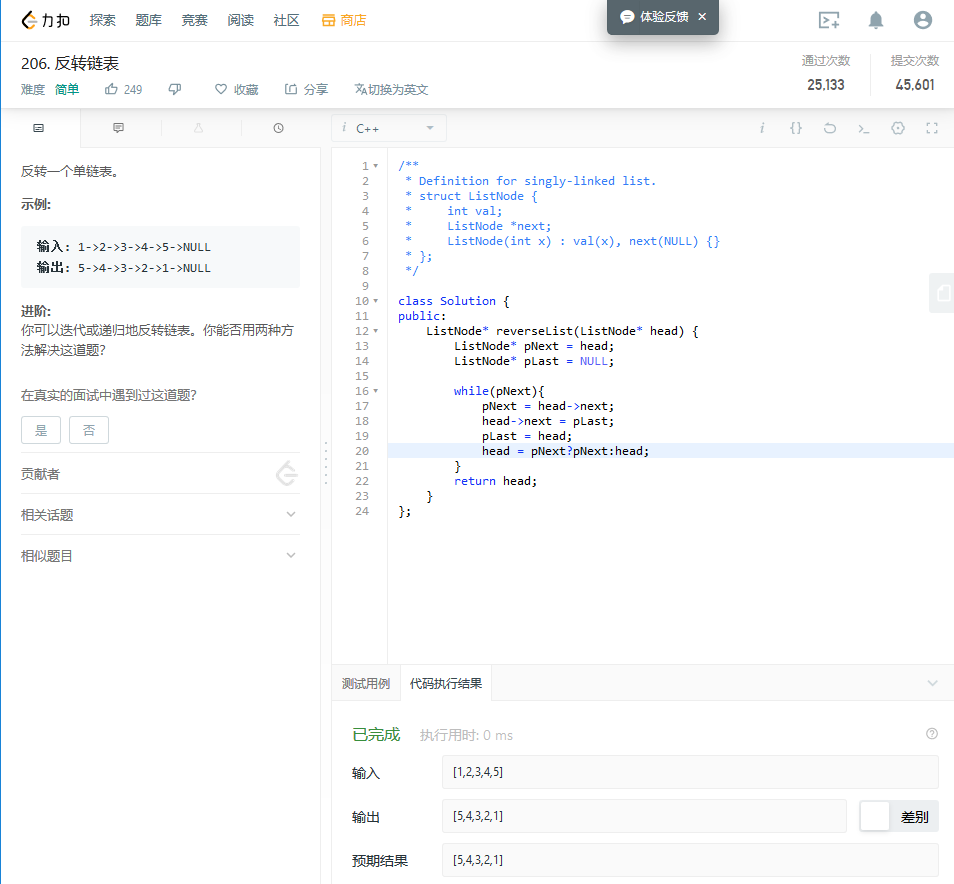 力扣 探索 题库 竞赛 阅读 社区 商店 体验反馈 ×
206. 反转链表
难度 简单 249 收藏 分享 切换为英文
通过次数 提交次数
25,133 45,601
反转一个单链表。
示例:
输入: 1->2->3->4->5->NULL
输出: 5->4->3->2->1->NULL
进阶:
你可以迭代或递归地反转链表。你能否用两种方
法解决这道题?
在真实的面试中遇到过这道题?
是 否
贡献者
相关话题
相似题目
i C++
i {}
1 /**
2 * Definition for singly-linked list.
3 * struct ListNode {
4 *     int val;
5 *     ListNode *next;
6 *     ListNode(int x) : val(x), next(NULL) {}
7 * };
8 */
9
10 class Solution {
11 public:
12     ListNode* reverseList(ListNode* head) {
13         ListNode* pNext = head;
14         ListNode* pLast = NULL;
15
16         while(pNext){
17             pNext = head->next;
18             head->next = pLast;
19             pLast = head;
20             head = pNext?pNext:head;
21         }
22         return head;
23     }
24 };
测试用例 代码执行结果
已完成 执行用时: 0 ms
输入 [1,2,3,4,5]
输出 [5,4,3,2,1] 差别
预期结果 [5,4,3,2,1]